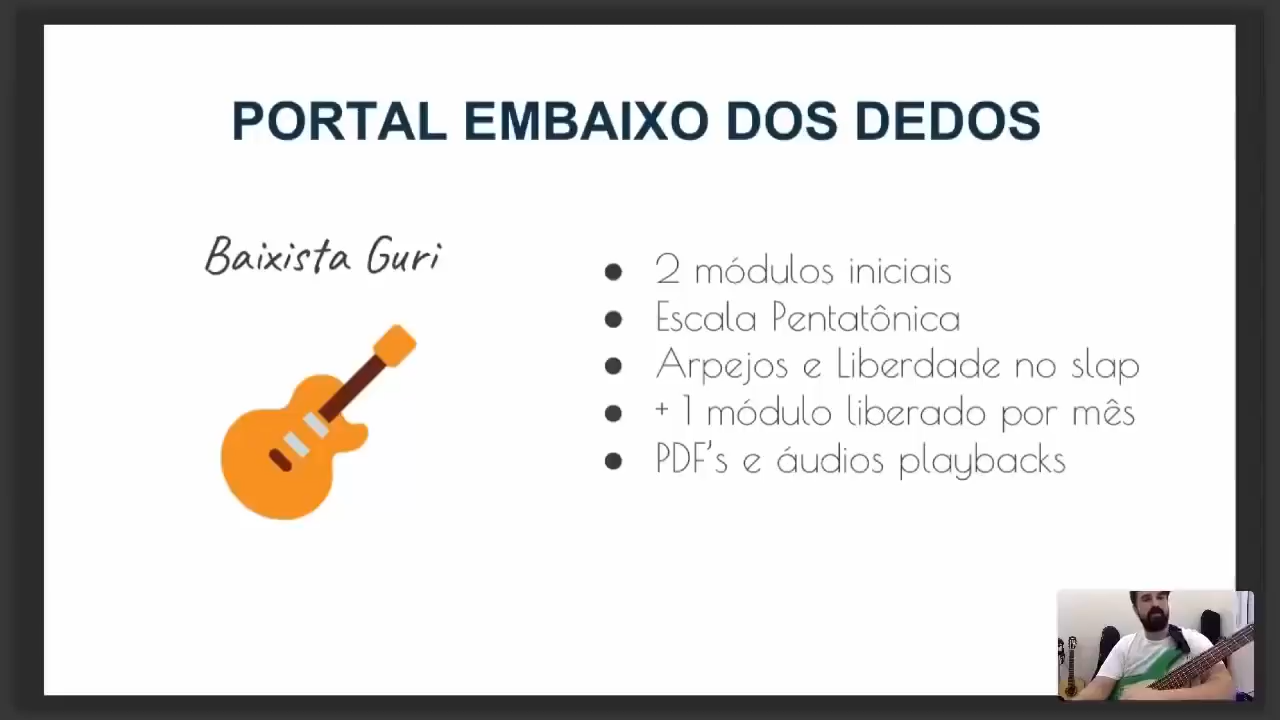 PORTAL EMBAIXO DOS DEDOS
Baixista Guri
● 2 módulos iniciais
● Escala Pentatônica
● Arpejos e Liberdade no slap
● + 1 módulo liberado por mês
● PDF's e áudios playbacks